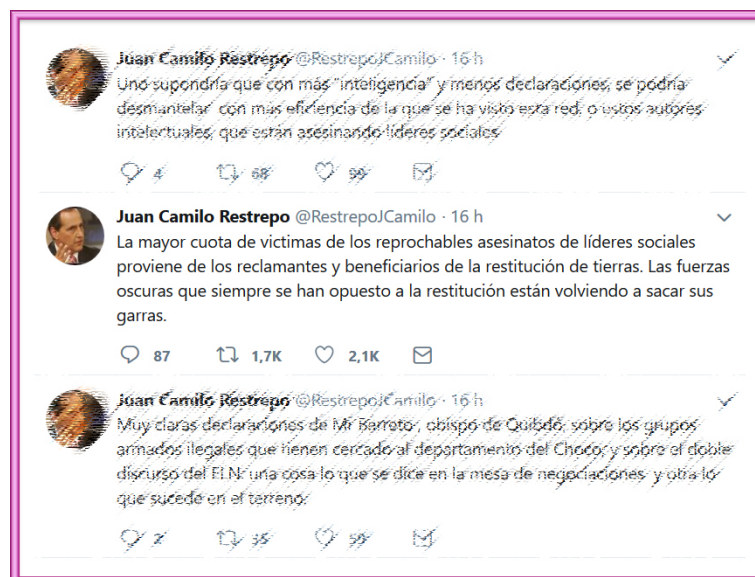 Juan Camilo Restrepo @RestrepoJCamilo · 16 h
Uno supondría que con más "inteligencia" y menos declaraciones, se podría
desmantelar con más eficiencia de la que se ha visto esta red, o estos autores
intelectuales, que están asesinando líderes sociales
4 68 99
Juan Camilo Restrepo @RestrepoJCamilo · 16 h
La mayor cuota de victimas de los reprochables asesinatos de líderes sociales
proviene de los reclamantes y beneficiarios de la restitución de tierras. Las fuerzas
oscuras que siempre se han opuesto a la restitución están volviendo a sacar sus
garras.
87 1,7K 2,1K
Juan Camilo Restrepo @RestrepoJCamilo · 16 h
Muy claras declaraciones de Mr Barreto, obispo de Quibdó, sobre los grupos
armados ilegales que tienen cercado al departamento del Chocó, y sobre el doble
discurso del ELN: una cosa lo que se dice en la mesa de negociaciones y otra lo
que sucede en el terreno.
2